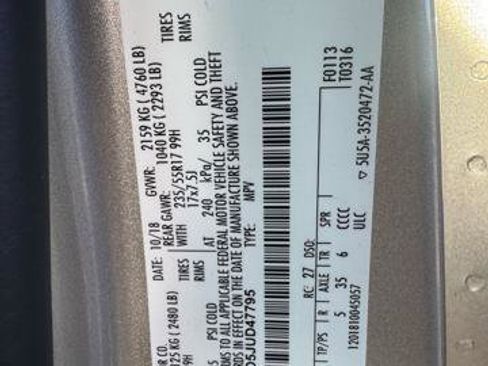 R CO.
DATE: 10/18
GVWR: 2159 KG ( 4760 LB)
125 KG ( 2480 LB)
REAR GAWR: 1040 KG ( 2293 LB)
9H
TIRES
WITH
235/55R17 99H
TIRES
RIMS
17x7.5J
RIMS
5 PSI COLD
AT 240 kPa/ 35 PSI COLD
MS TO ALL APPLICABLE FEDERAL MOTOR VEHICLE SAFETY AND THEFT
RDS IN EFFECT ON THE DATE OF MANUFACTURE SHOWN ABOVE.
D5JUD47795
TYPE: MPV
F0113
T0316
RC: 27 DSO:
TP/PS R AXLE TR SPR
5 35 6 CCCC
1201810045057 ULC
▽ 5U5A-3520472-AA